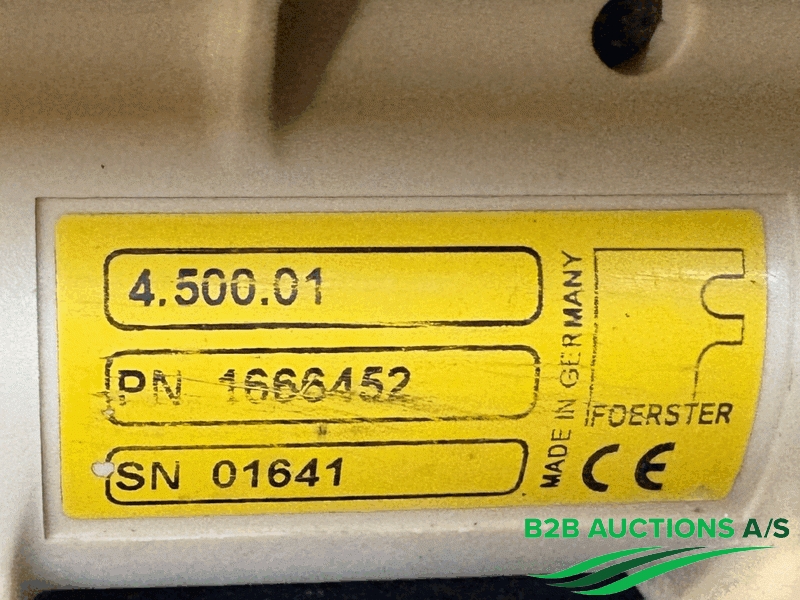 4.500.01
PN 1666452
SN 01641
MADE IN GERMANY
FOERSTER
CE
B2B AUCTIONS A/S